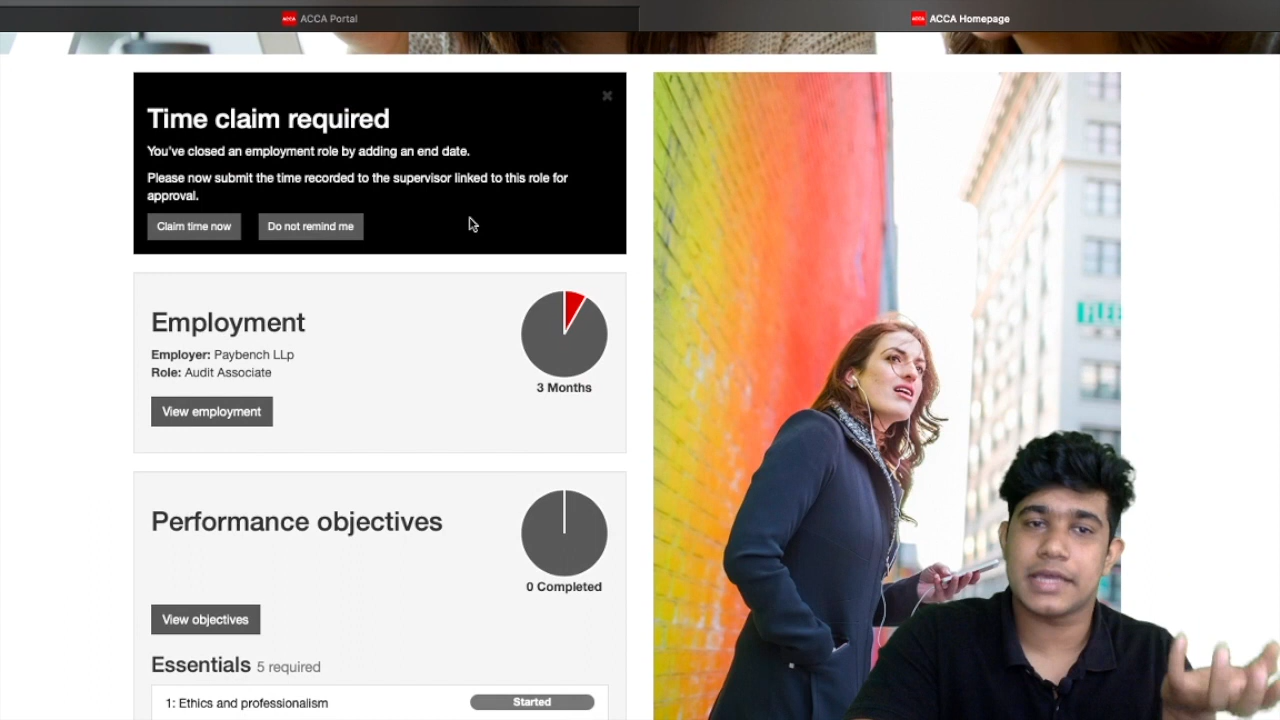 ACCA Portal
ACCA Homepage
Time claim required
You've closed an employment role by adding an end date.
Please now submit the time recorded to the supervisor linked to this role for
approval.
Claim time now
Do not remind me
Employment
Employer: Paybench LLp
Role: Audit Associate
3 Months
View employment
Performance objectives
0 Completed
View objectives
Essentials 5 required
1: Ethics and professionalism
Started